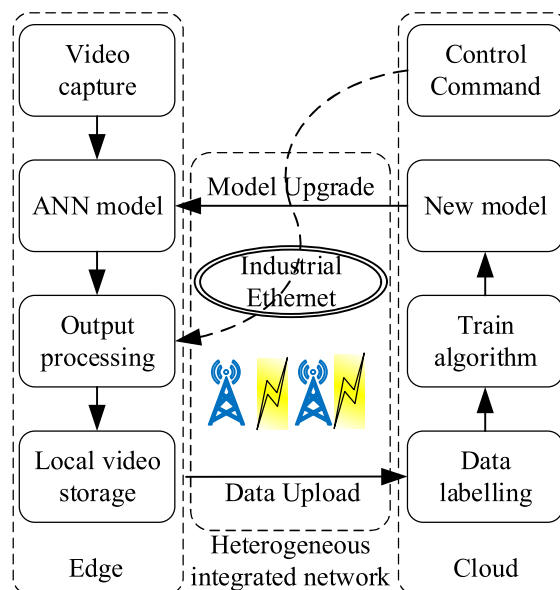 Video
capture
ANN model
Output
processing
Local video
storage
Edge
Model Upgrade
Industrial
Ethernet
Data Upload
Heterogeneous
integrated network
Control
Command
New model
Train
algorithm
Data
labelling
Cloud